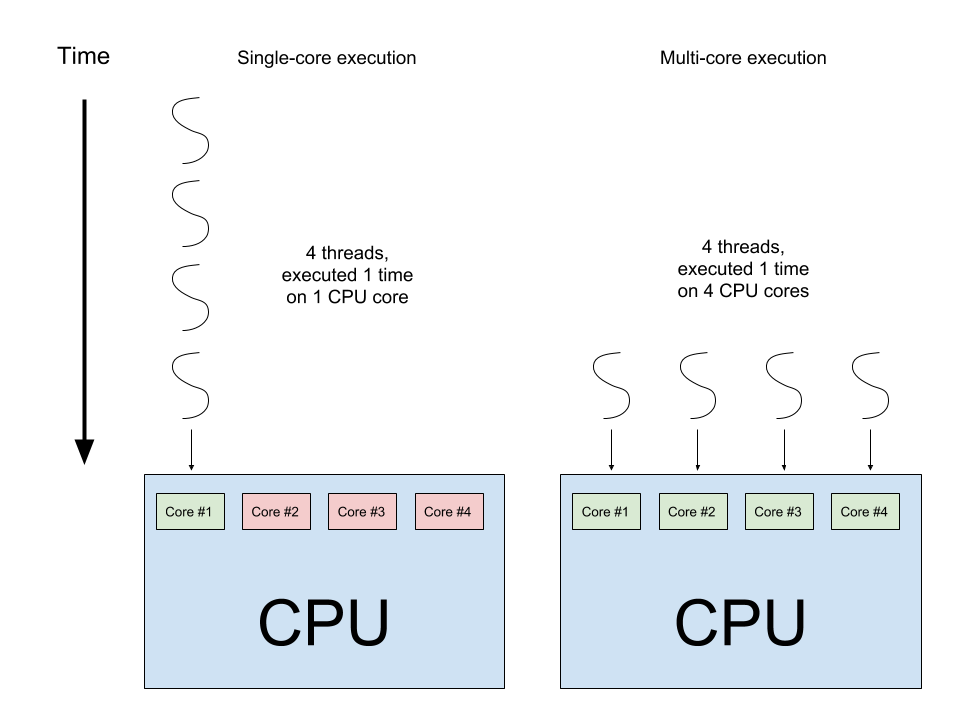 Time
Single-core execution
Multi-core execution
4 threads,
executed 1 time
on 1 CPU core
4 threads,
executed 1 time
on 4 CPU cores
Core #1
Core #2
Core #3
Core #4
CPU
Core #1
Core #2
Core #3
Core #4
CPU